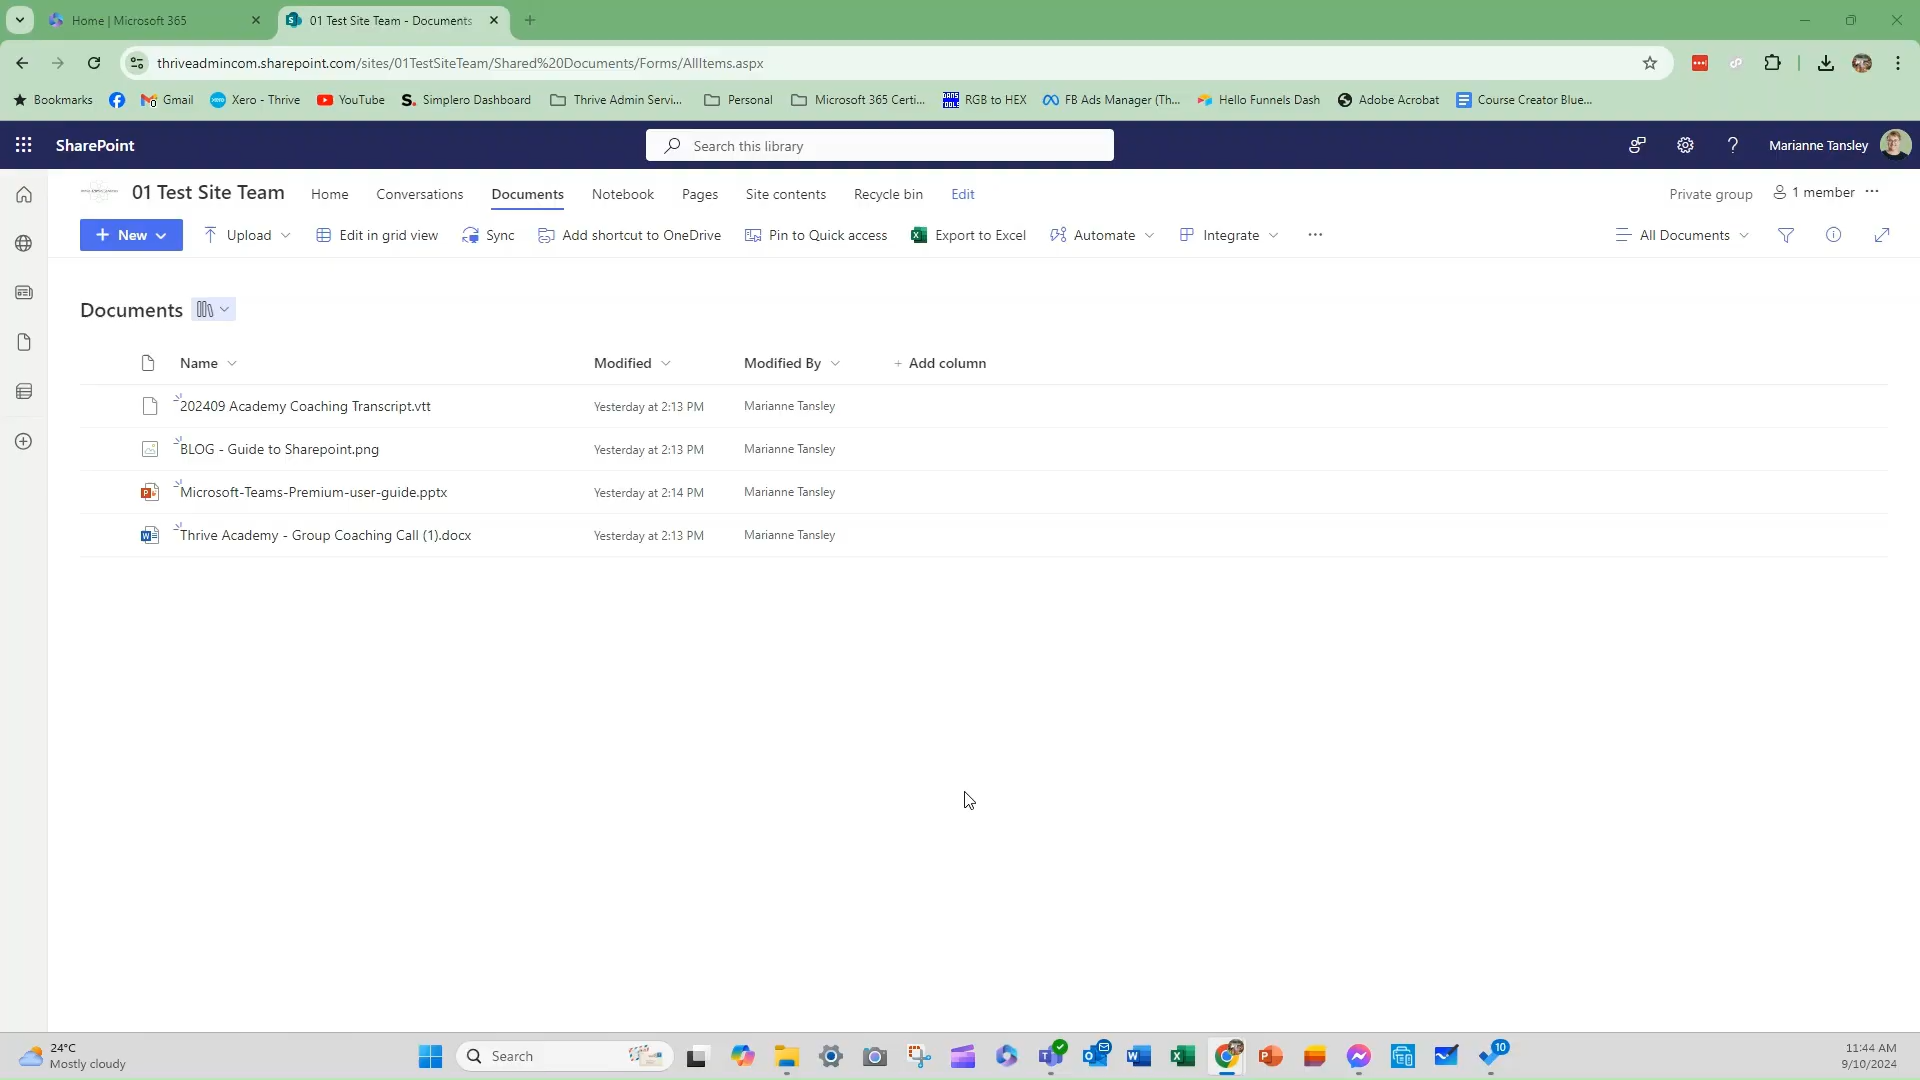 Home | Microsoft 365
01 Test Site Team - Documents
thriveadmincom.sharepoint.com/sites/01TestSiteTeam/Shared%20Documents/Forms/AllItems.aspx
Bookmarks
Gmail
Xero - Thrive
YouTube
Simplero Dashboard
Thrive Admin Servi...
Personal
Microsoft 365 Certi...
RGB to HEX
FB Ads Manager (Th...
Hello Funnels Dash
Adobe Acrobat
Course Creator Blue...
SharePoint
Search this library
Marianne Tansley
01 Test Site Team
Home
Conversations
Documents
Notebook
Pages
Site contents
Recycle bin
Edit
Private group
1 member
New
Upload
Edit in grid view
Sync
Add shortcut to OneDrive
Pin to Quick access
Export to Excel
Automate
Integrate
All Documents
Documents
Name
Modified
Modified By
+ Add column
202409 Academy Coaching Transcript.vtt
Yesterday at 2:13 PM
Marianne Tansley
BLOG - Guide to Sharepoint.png
Yesterday at 2:13 PM
Marianne Tansley
Microsoft-Teams-Premium-user-guide.pptx
Yesterday at 2:14 PM
Marianne Tansley
Thrive Academy - Group Coaching Call (1).docx
Yesterday at 2:13 PM
Marianne Tansley
24°C
Mostly cloudy
Search
10
11:44 AM
9/10/2024